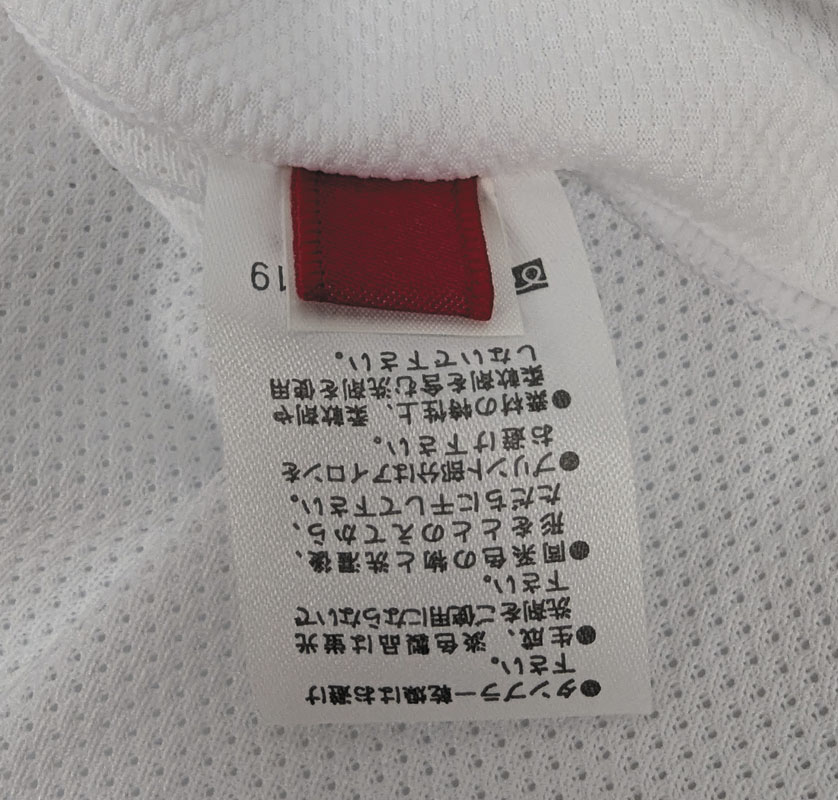 ●タンブラー乾燥はお避け
下さい。
●生成、淡色製品は蛍光
洗剤をご使用にならないで
下さい。
●同系色の物と洗濯後、
形をととのえてから、
ただちに干して下さい。
●プリント部分はアイロンを
お避け下さい。
●素材の特性上、柔軟剤や
柔軟剤を含む洗剤を使用
しないで下さい。
19